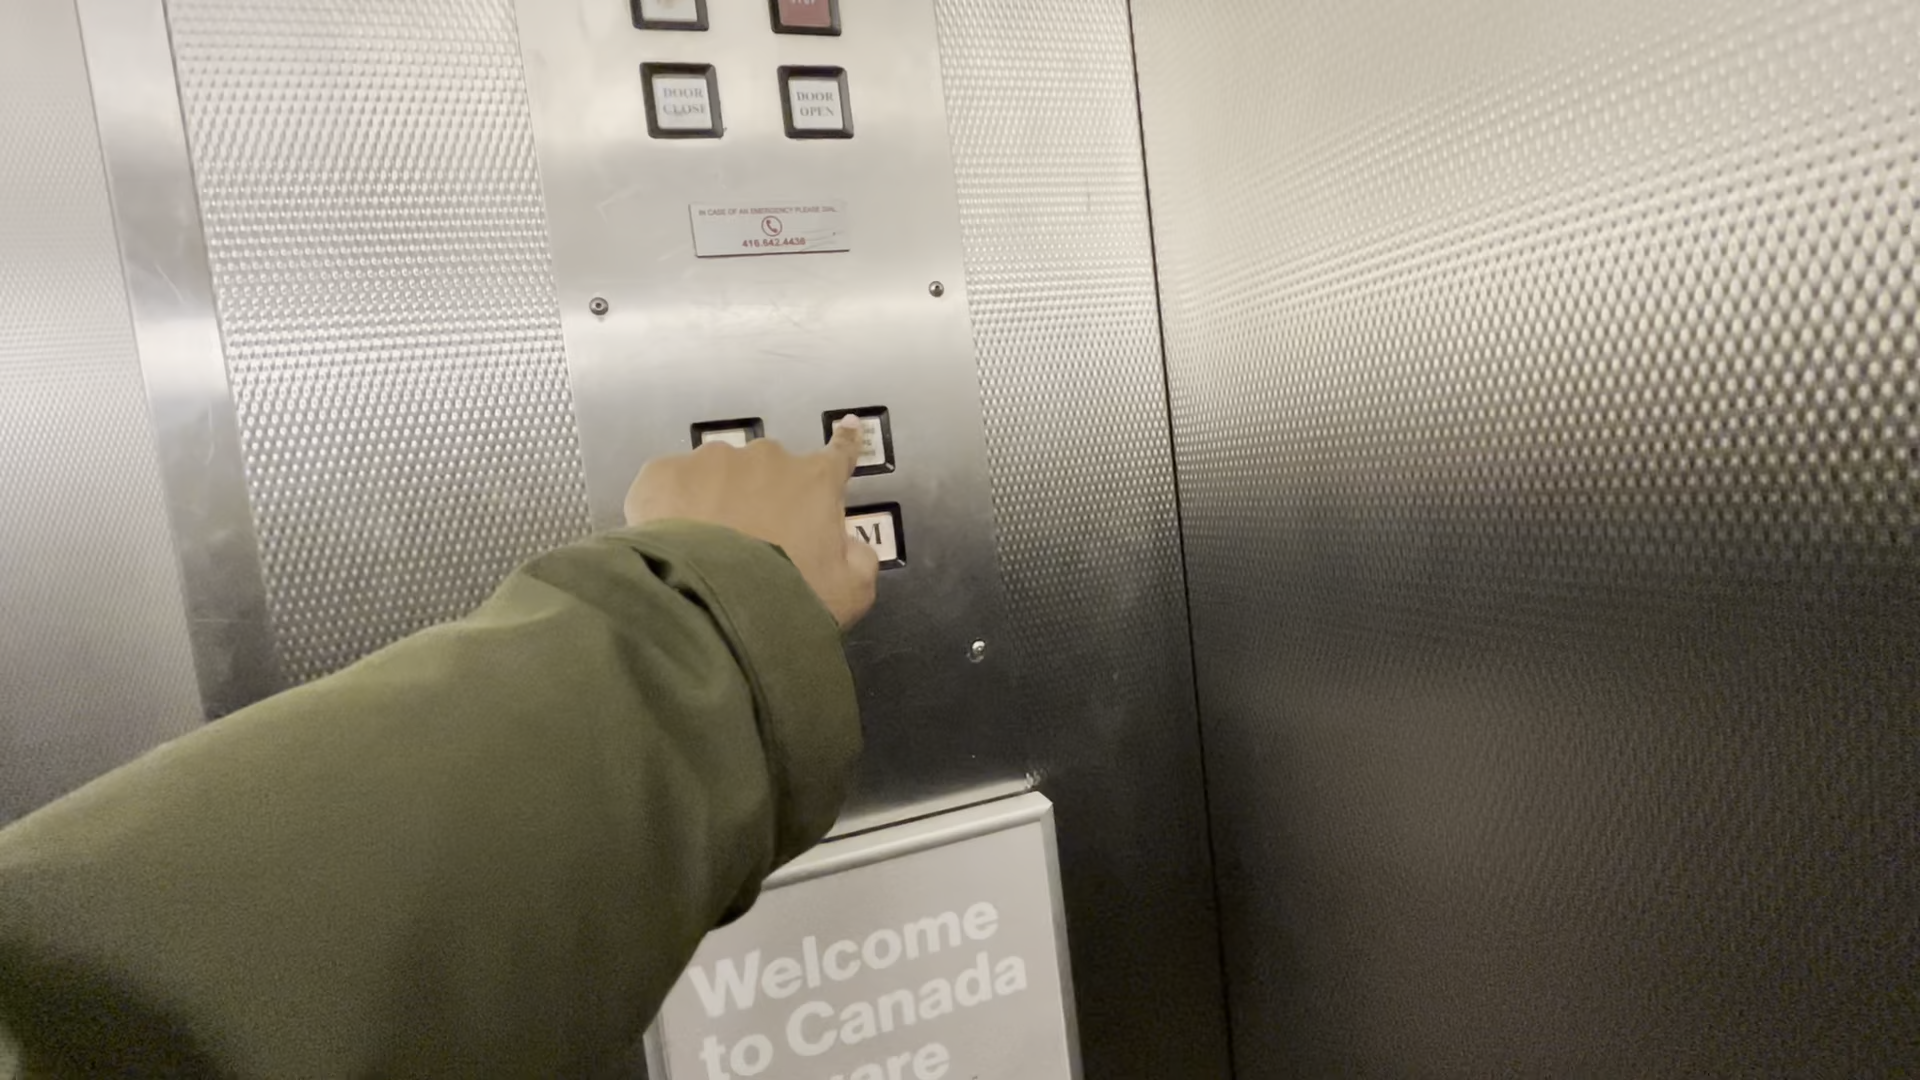 DOOR
CLOSE
DOOR
OPEN
IN CASE OF AN EMERGENCY PLEASE DIAL
416.642.4438
M
Welcome
to Canada